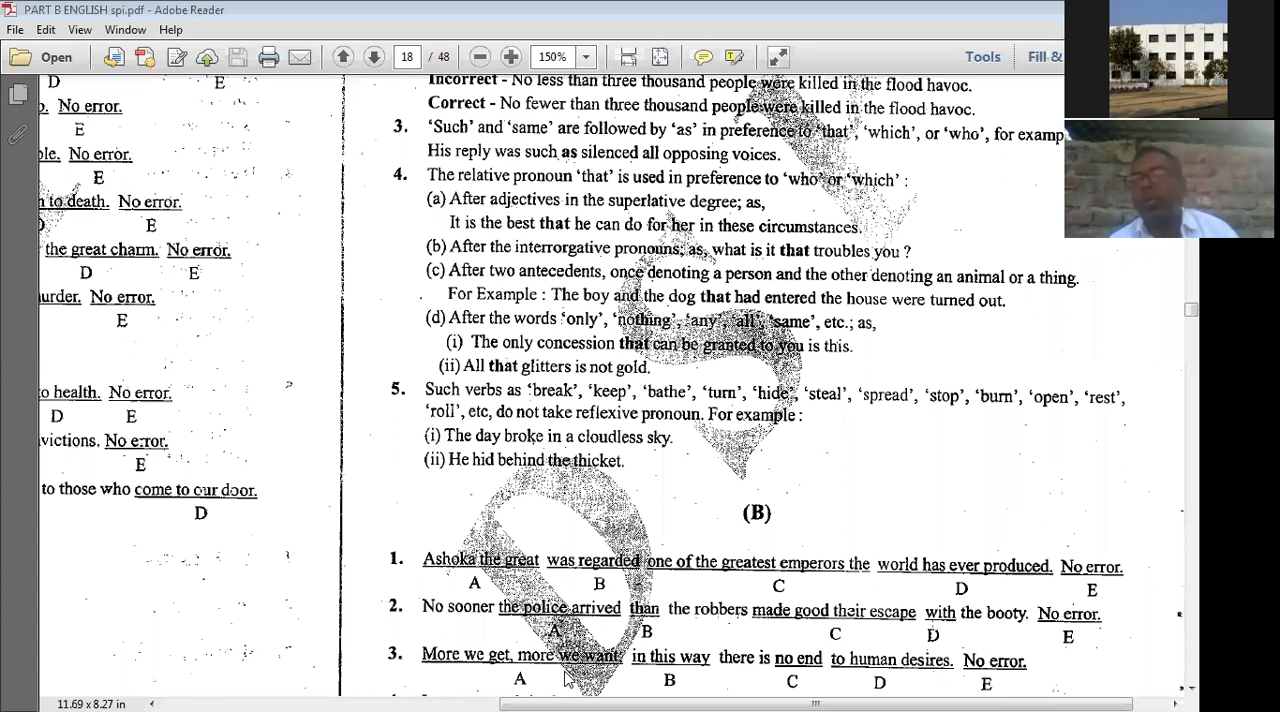 PART B ENGLISH spi.pdf - Adobe Reader
File Edit View Window Help
Open 18 / 48 150% Tools Fill &
D E
No error.
E
No error.
E
to death. No error.
E
the great charm. No error.
D E
No error.
E
to health. No error.
D E
No error.
E
to those who come to our door.
D
Incorrect - No less than three thousand people were killed in the flood havoc.
Correct - No fewer than three thousand people were killed in the flood havoc.
3. 'Such' and 'same' are followed by 'as' in preference to 'that', 'which', or 'who', for examp
His reply was such as silenced all opposing voices.
4. The relative pronoun 'that' is used in preference to 'who' or 'which' :
(a) After adjectives in the superlative degree; as,
It is the best that he can do for her in these circumstances.
(b) After the interrorgative pronouns; as, what is it that troubles you ?
(c) After two antecedents, once denoting a person and the other denoting an animal or a thing.
For Example : The boy and the dog that had entered the house were turned out.
(d) After the words 'only', 'nothing', 'any', 'all', 'same', etc.; as,
(i) The only concession that can be granted to you is this.
(ii) All that glitters is not gold.
5. Such verbs as 'break', 'keep', 'bathe', 'turn', 'hide', 'steal', 'spread', 'stop', 'burn', 'open', 'rest',
'roll', etc, do not take reflexive pronoun. For example :
(i) The day broke in a cloudless sky.
(ii) He hid behind the thicket.
(B)
1. Ashoka the great was regarded one of the greatest emperors the world has ever produced. No error.
A B C D E
2. No sooner the police arrived than the robbers made good their escape with the booty. No error.
A B C D E
3. More we get, more we want, in this way there is no end to human desires. No error.
A B C D E
11.69 x 8.27 in